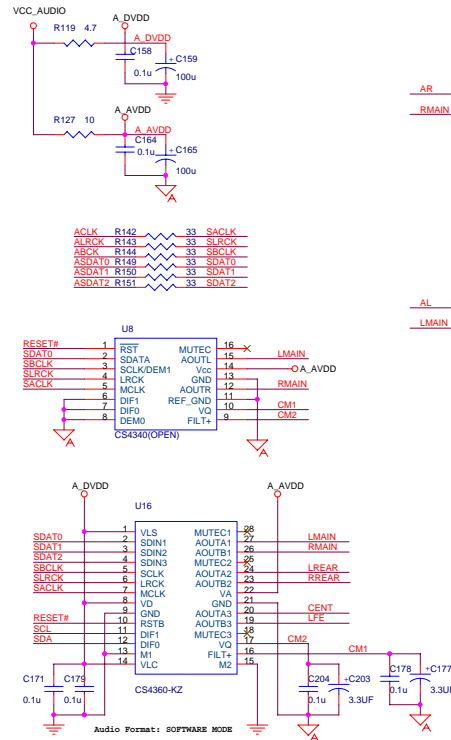 VCC_AUDIO
R119 4.7
A_DVDD
A_DVDD
C158
0.1u
C159
100u
R127 10
A_AVDD
A_AVDD
C164
0.1u
C165
100u
AR
RMAIN
ACLK R142 33 SACLK
ALRCK R143 33 SLRCK
ABCK R144 33 SBCLK
ASDAT0 R149 33 SDAT0
ASDAT1 R150 33 SDAT1
ASDAT2 R151 33 SDAT2
AL
LMAIN
U8
RESET# 1 RST MUTEC 16
SDAT0 2 SDATA AOUTL 15 LMAIN
SBCLK 3 SCLK/DEM1 Vcc 14 A_AVDD
SLRCK 4 LRCK GND 13
SACLK 5 MCLK AOUTR 12 RMAIN
6 DIF1 REF_GND 11
7 DIF0 VQ 10 CM1
8 DEM0 FILT+ 9 CM2
CS4340(OPEN)
A_DVDD
A_AVDD
U16
1 VLS MUTEC1 28
SDAT0 2 SDIN1 AOUTA1 27 LMAIN
SDAT1 3 SDIN2 AOUTB1 26 RMAIN
SDAT2 4 SDIN3 MUTEC2 25
SBCLK 5 SCLK AOUTA2 24 LREAR
SLRCK 6 LRCK AOUTB2 23 RREAR
SACLK 7 MCLK VA 22
8 VD GND 21
9 GND AOUTA3 20 CENT
RESET# 10 RSTB AOUTB3 19 LFE
SCL 11 DIF1 MUTEC3 18
SDA 12 DIF0 VQ 17 CM2
13 M1 FILT+ 16 CM1
14 VLC M2 15
CS4360-KZ
C171
0.1u
C179
0.1u
C204
0.1u
C203
3.3UF
C178
0.1u
C177
3.3UF
Audio Format: SOFTWARE MODE